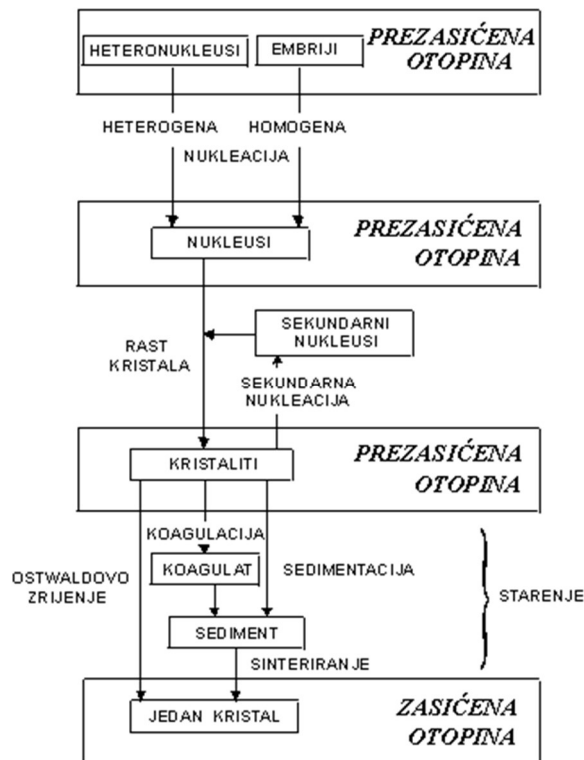 HETERONUKLEUSI
EMBRIJI
PREZASIĆENA
OTOPINA
HETEROGENA
HOMOGENA
NUKLEACIJA
NUKLEUSI
PREZASIĆENA
OTOPINA
SEKUNDARNI
NUKLEUSI
RAST
KRISTALA
SEKUNDARNA
NUKLEACIJA
KRISTALITI
PREZASIĆENA
OTOPINA
KOAGULACIJA
KOAGULAT
SEDIMENTACIJA
OSTWALDOVO
ZRIJENJE
STARENJE
SEDIMENT
SINTERIRANJE
JEDAN KRISTAL
ZASIĆENA
OTOPINA